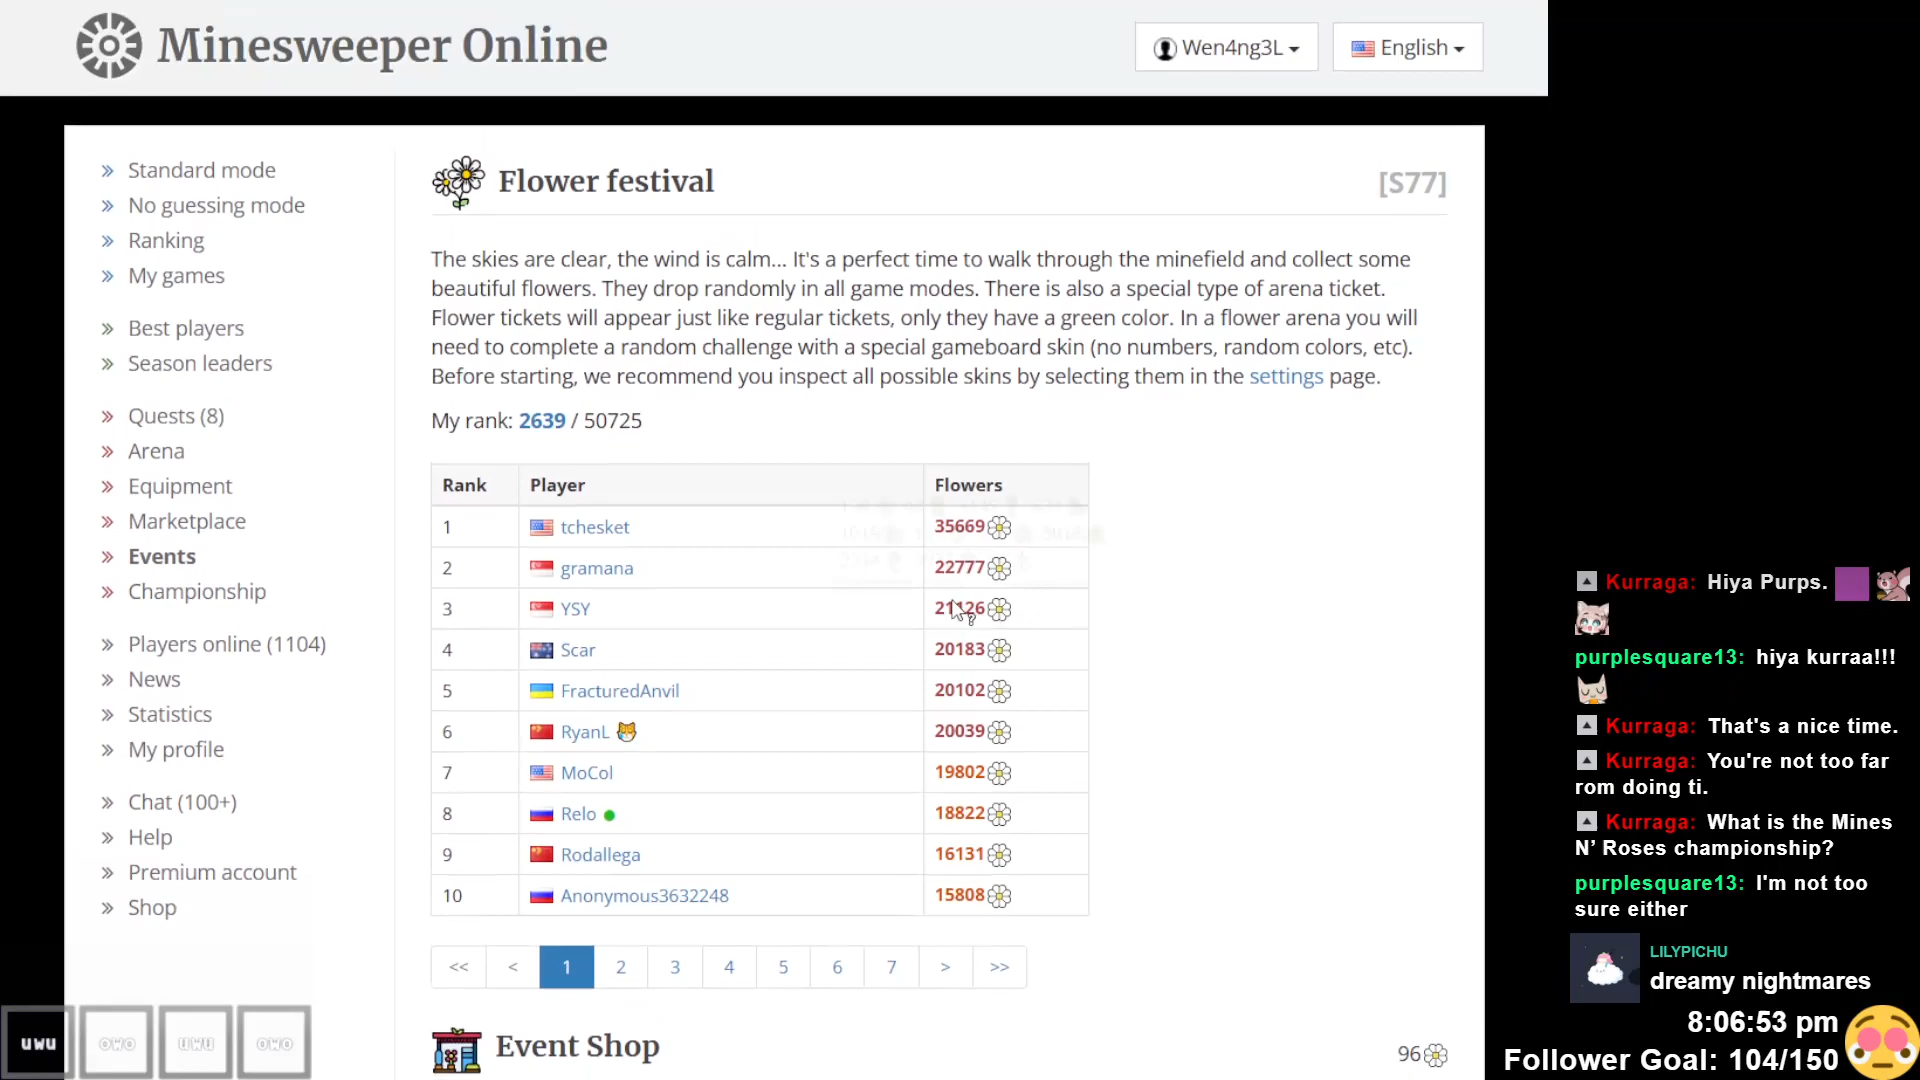 Minesweeper Online
Wen4ng3L
English
Standard mode
No guessing mode
Ranking
My games
Best players
Season leaders
Quests (8)
Arena
Equipment
Marketplace
Events
Championship
Players online (1104)
News
Statistics
My profile
Chat (100+)
Help
Premium account
Shop
Flower festival
[S77]
The skies are clear, the wind is calm... It's a perfect time to walk through the minefield and collect some
beautiful flowers. They drop randomly in all game modes. There is also a special type of arena ticket.
Flower tickets will appear just like regular tickets, only they have a green color. In a flower arena you will
need to complete a random challenge with a special gameboard skin (no numbers, random colors, etc).
Before starting, we recommend you inspect all possible skins by selecting them in the settings page.
My rank: 2639 / 50725
Rank Player Flowers
1 tchesket 35669
2 gramana 22777
3 YSY 21126
4 Scar 20183
5 FracturedAnvil 20102
6 RyanL 20039
7 MoCol 19802
8 Relo 18822
9 Rodallega 16131
10 Anonymous3632248 15808
<< < 1 2 3 4 5 6 7 > >>
Event Shop
96
Kurraga: Hiya Purps.
purplesquare13: hiya kurraa!!!
Kurraga: That's a nice time.
Kurraga: You're not too far
rom doing ti.
Kurraga: What is the Mines
N’ Roses championship?
purplesquare13: I'm not too
sure either
LILYPICHU
dreamy nightmares
8:06:53 pm
Follower Goal: 104/150
uwu owo uwu owo